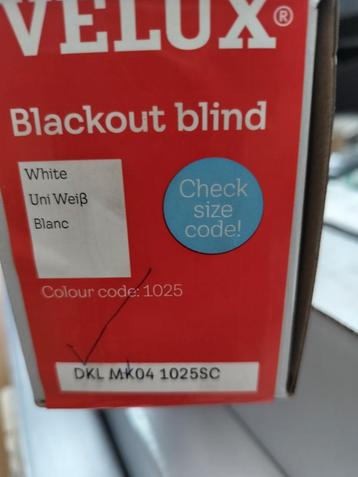 VELUX®
Blackout blind
White
Uni Weiß
Blanc
Check
size
code!
Colour code: 1025
DKL MK04 1025SC